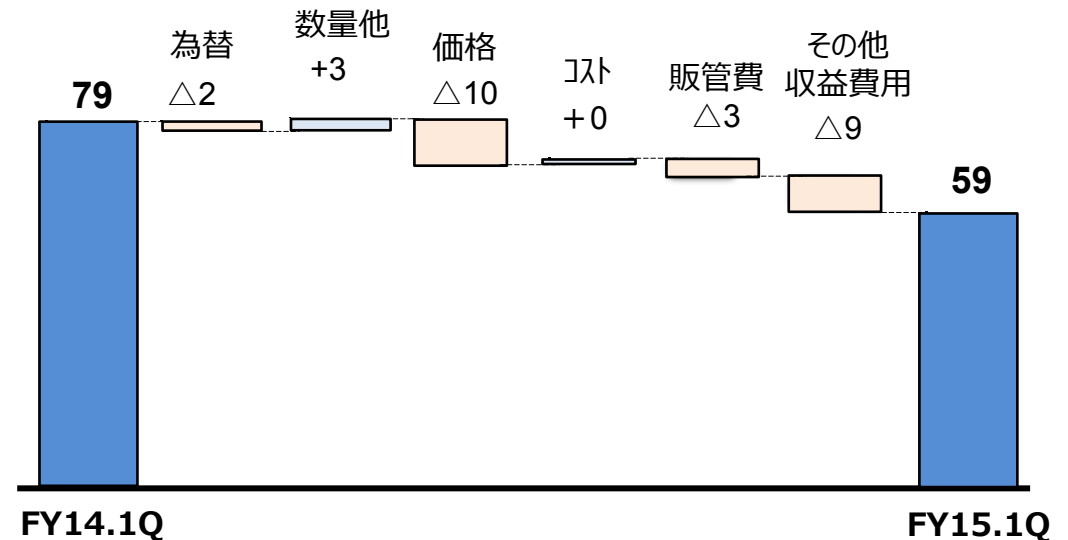 79
為替
△2
数量他
+3
価格
△10
ｺｽﾄ
＋0
販管費
△3
その他
収益費用
△9
59
FY14.1Q
FY15.1Q